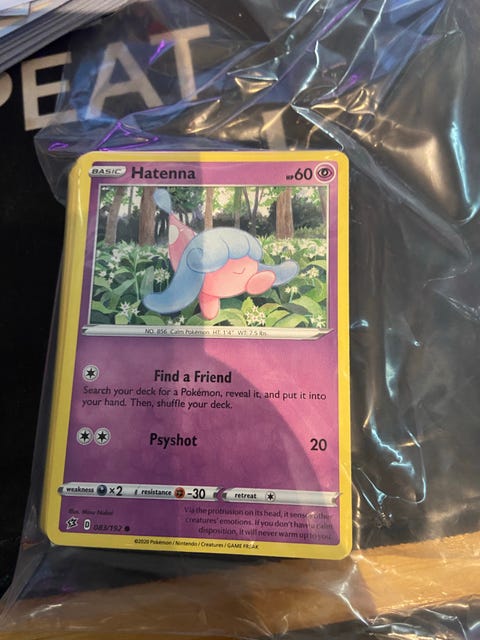 PEAT
BASIC Hatenna HP60
NO. 856 Calm Pokémon HT: 1'4" WT: 7.5 lbs.
Find a Friend
Search your deck for a Pokémon, reveal it, and put it into
your hand. Then, shuffle your deck.
Psyshot 20
weakness ×2 resistance -30 retreat
Illus. Mina Nakai
Via the protrusion on its head, it senses other
creatures' emotions. If you don't have a calm
disposition, it will never warm up to you.
D 083/192
©2020 Pokémon / Nintendo / Creatures / GAME FREAK